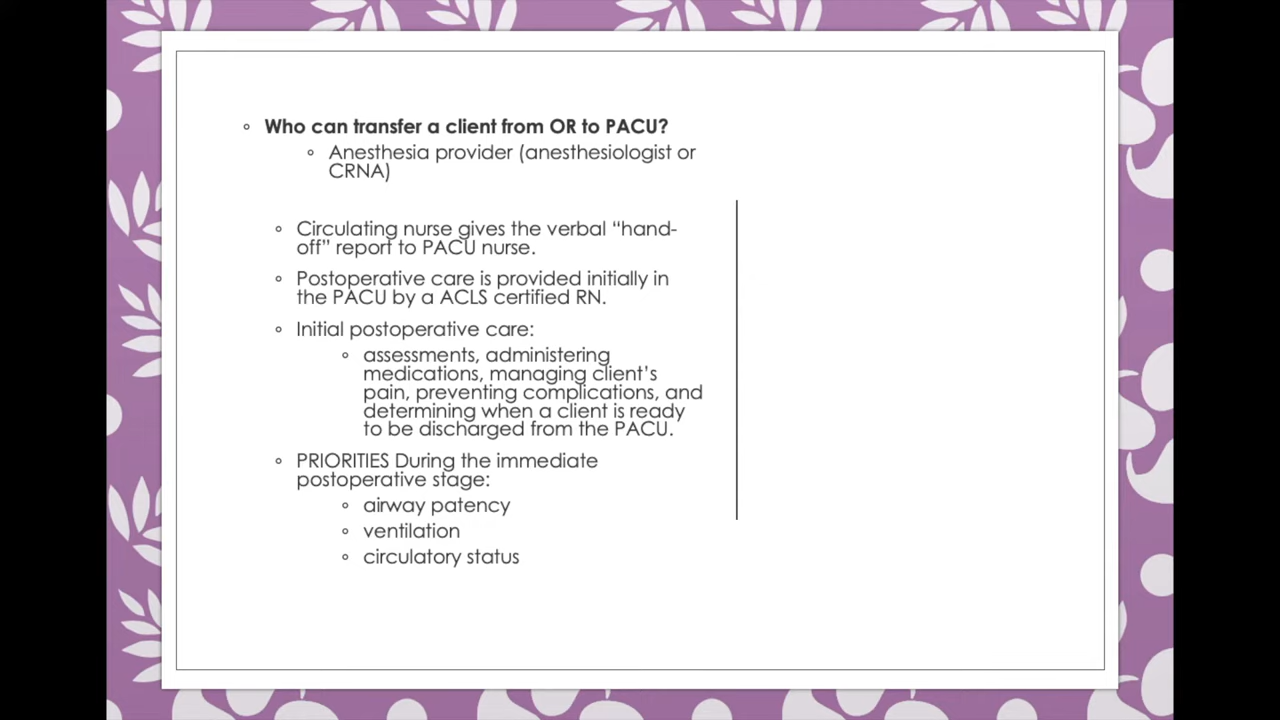 Who can transfer a client from OR to PACU?
Anesthesia provider (anesthesiologist or
CRNA)
Circulating nurse gives the verbal “hand-
off” report to PACU nurse.
Postoperative care is provided initially in
the PACU by a ACLS certified RN.
Initial postoperative care:
assessments, administering
medications, managing client’s
pain, preventing complications, and
determining when a client is ready
to be discharged from the PACU.
PRIORITIES During the immediate
postoperative stage:
airway patency
ventilation
circulatory status